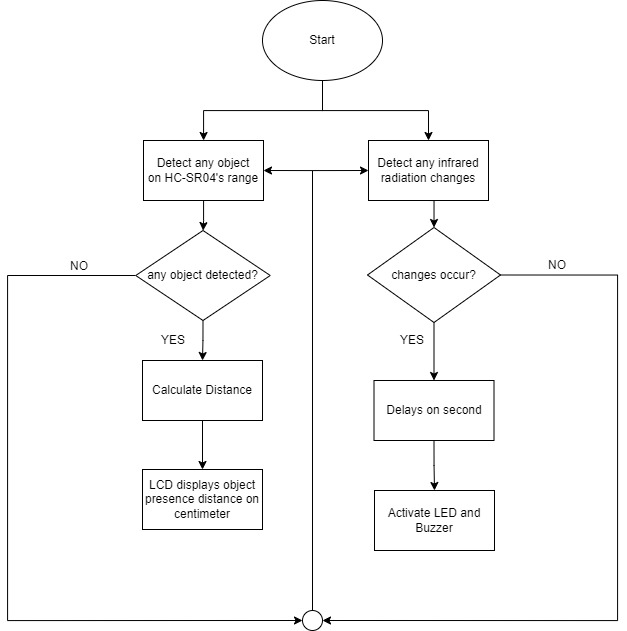 Start
Detect any object
on HC-SR04's range
Detect any infrared
radiation changes
NO
any object detected?
changes occur?
NO
YES
YES
Calculate Distance
Delays on second
LCD displays object
presence distance on
centimeter
Activate LED and
Buzzer